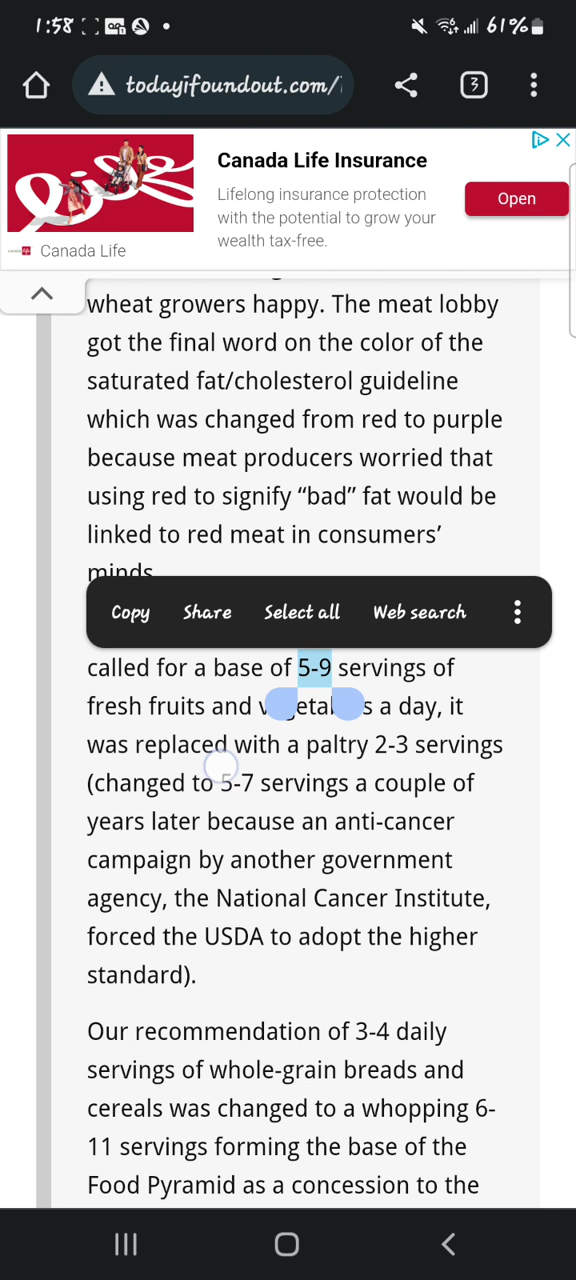 1:58
61%
todayifoundout.com/
3
Canada Life Insurance
Lifelong insurance protection
with the potential to grow your
wealth tax-free.
Open
Canada Life
wheat growers happy. The meat lobby
got the final word on the color of the
saturated fat/cholesterol guideline
which was changed from red to purple
because meat producers worried that
using red to signify “bad” fat would be
linked to red meat in consumers’
minds
Copy Share Select all Web search
called for a base of 5-9 servings of
fresh fruits and a day, it
was replaced with a paltry 2-3 servings
(changed to 5-7 servings a couple of
years later because an anti-cancer
campaign by another government
agency, the National Cancer Institute,
forced the USDA to adopt the higher
standard).
Our recommendation of 3-4 daily
servings of whole-grain breads and
cereals was changed to a whopping 6-
11 servings forming the base of the
Food Pyramid as a concession to the